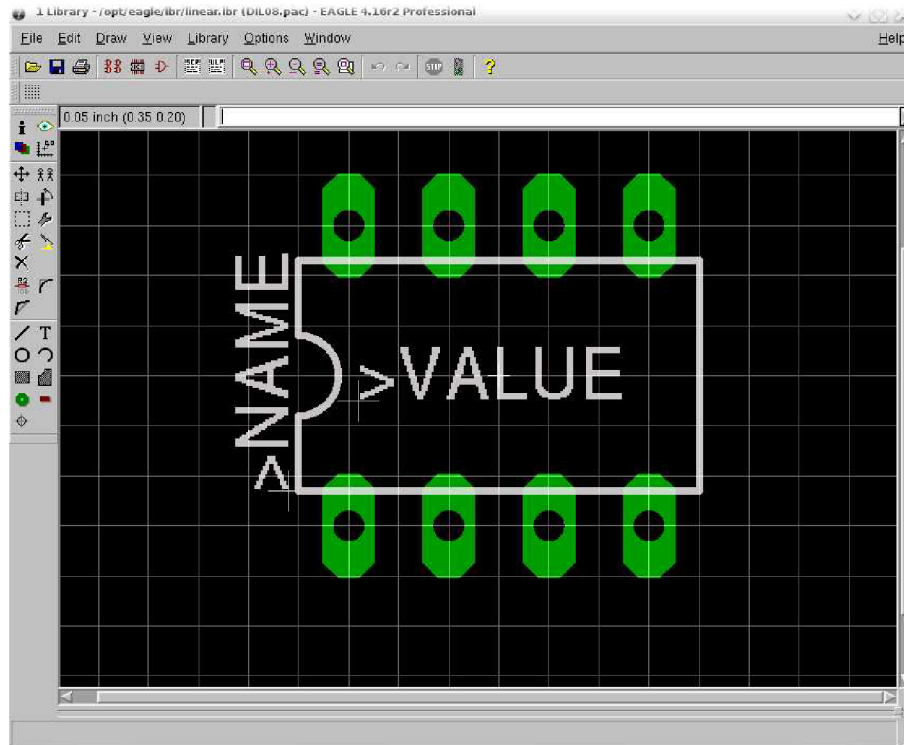 1 Library - /opt/eagle/lbr/linear.lbr (DIL08.pac) - EAGLE 4.16r2 Professional
File Edit Draw View Library Options Window Help
STOP
0.05 inch (0.35 0.20)
>NAME
>VALUE